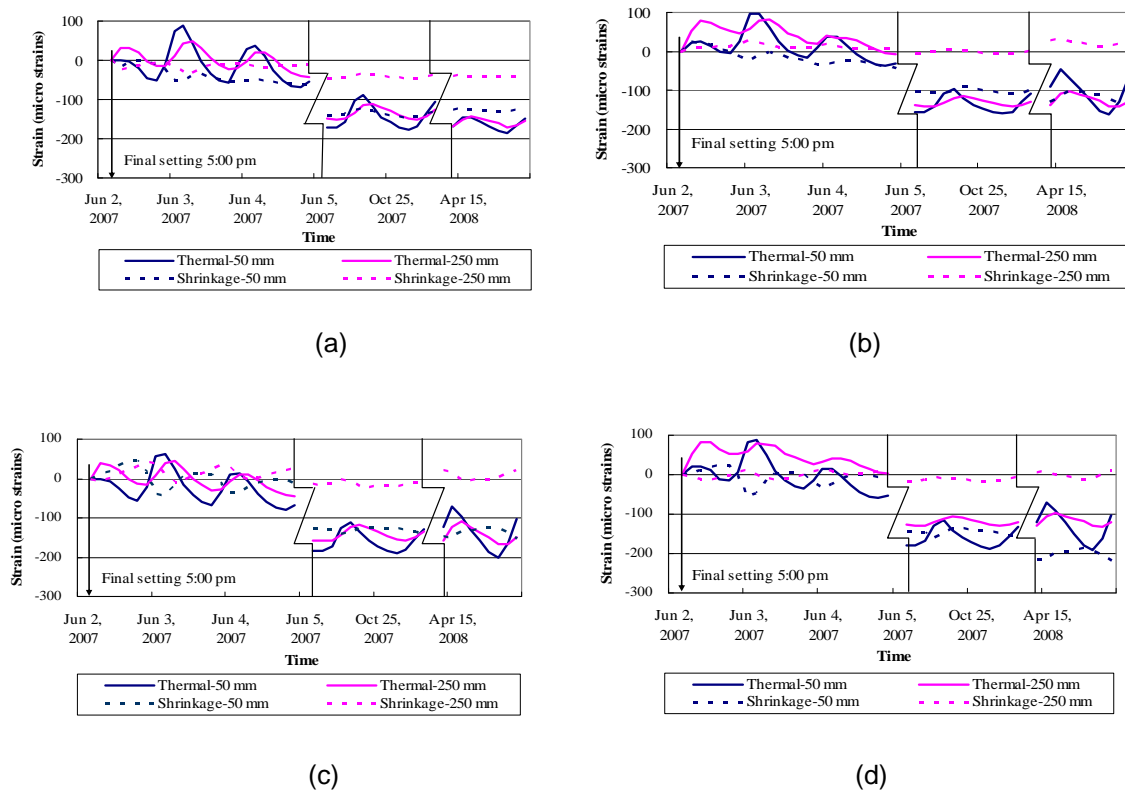 100
0
-100
-200
-300
Strain (micro strains)
Final setting 5:00 pm
Jun 2, Jun 3, Jun 4, Jun 5, Oct 25, Apr 15,
2007 2007 2007 2007 2007 2008
Time
Thermal-50 mm Thermal-250 mm
Shrinkage-50 mm Shrinkage-250 mm
(a)
100
0
-100
-200
-300
Strain (micro strains)
Final setting 5:00 pm
Jun 2, Jun 3, Jun 4, Jun 5, Oct 25, Apr 15,
2007 2007 2007 2007 2007 2008
Time
Thermal-50 mm Thermal-250 mm
Shrinkage-50 mm Shrinkage-250 mm
(b)
100
0
-100
-200
-300
Strain (micro strains)
Final setting 5:00 pm
Jun 2, Jun 3, Jun 4, Jun 5, Oct 25, Apr 15,
2007 2007 2007 2007 2007 2008
Time
Thermal-50 mm Thermal-250 mm
Shrinkage-50 mm Shrinkage-250 mm
(c)
100
0
-100
-200
-300
Strain (micro strains)
Final setting 5:00 pm
Jun 2, Jun 3, Jun 4, Jun 5, Oct 25, Apr 15,
2007 2007 2007 2007 2007 2008
Time
Thermal-50 mm Thermal-250 mm
Shrinkage-50 mm Shrinkage-250 mm
(d)